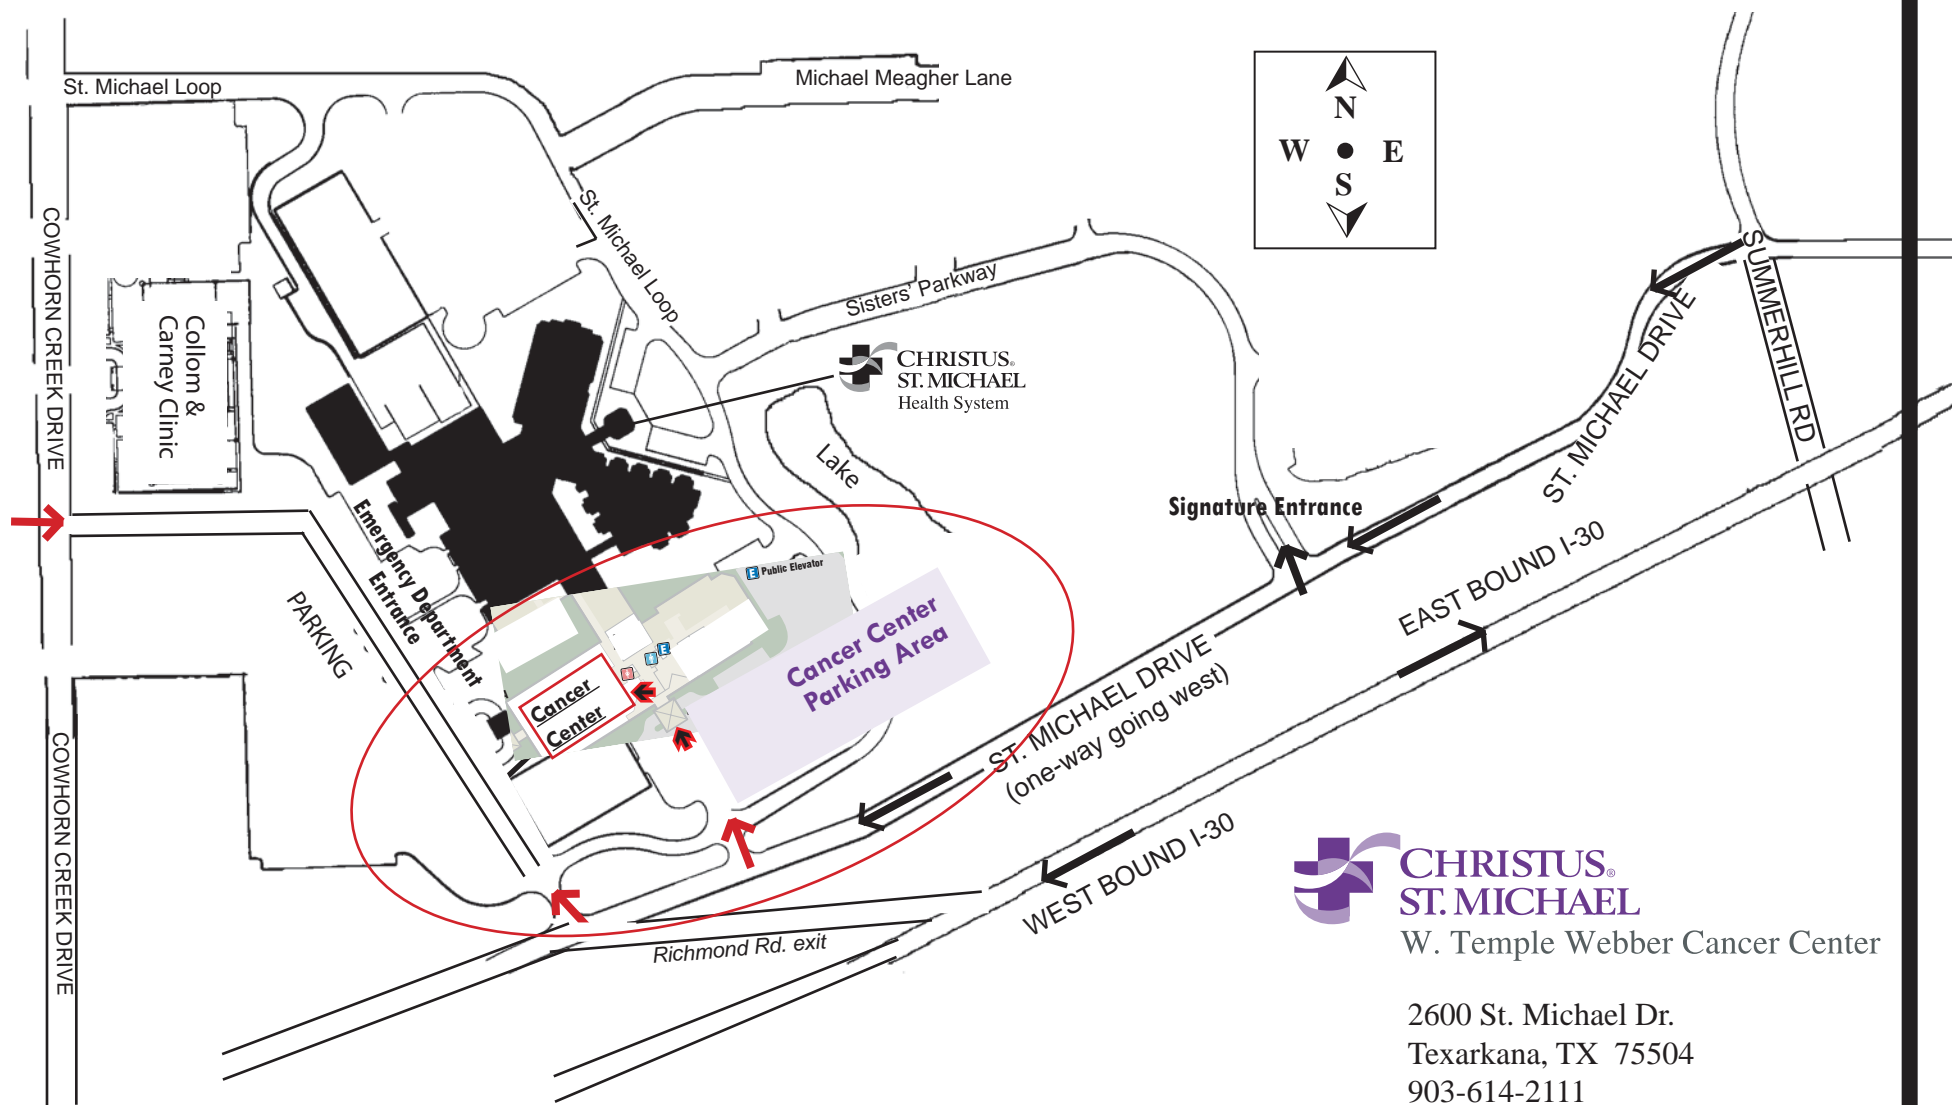 St. Michael Loop
Michael Meagher Lane
N
W
E
S
COWHORN CREEK DRIVE
St. Michael Loop
Sisters' Parkway
SUMMERHILL RD
ST. MICHAEL DRIVE
Collom &
Carney Clinic
CHRISTUS®
ST. MICHAEL
Health System
Lake
Signature Entrance
Emergency Department
Entrance
PARKING
EAST BOUND I-30
E
Public Elevator
Cancer Center
Parking Area
E
Cancer
Center
ST. MICHAEL DRIVE
(one-way going west)
COWHORN CREEK DRIVE
WEST BOUND I-30
Richmond Rd. exit
CHRISTUS®
ST. MICHAEL
W. Temple Webber Cancer Center
2600 St. Michael Dr.
Texarkana, TX  75504
903-614-2111